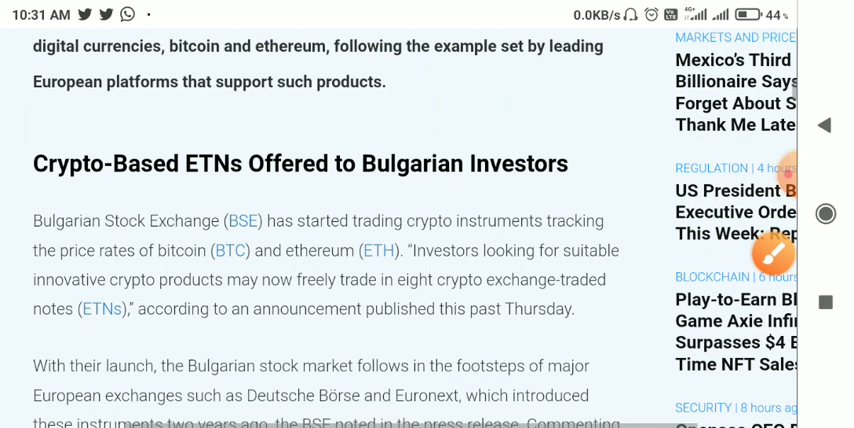 10:31 AM
0.0KB/s 4G+ 44%
digital currencies, bitcoin and ethereum, following the example set by leading
European platforms that support such products.
Crypto-Based ETNs Offered to Bulgarian Investors
Bulgarian Stock Exchange (BSE) has started trading crypto instruments tracking
the price rates of bitcoin (BTC) and ethereum (ETH). “Investors looking for suitable
innovative crypto products may now freely trade in eight crypto exchange-traded
notes (ETNs),” according to an announcement published this past Thursday.
With their launch, the Bulgarian stock market follows in the footsteps of major
European exchanges such as Deutsche Börse and Euronext, which introduced
these instruments two years ago, the BSE noted in the press release. Commenting
MARKETS AND PRICE
Mexico’s Third
Billionaire Says
Forget About S
Thank Me Late
REGULATION | 4 hours
US President B
Executive Orde
This Week: Rep
BLOCKCHAIN | 6 hours
Play-to-Earn Bl
Game Axie Infi
Surpasses $4 B
Time NFT Sales
SECURITY | 8 hours ag